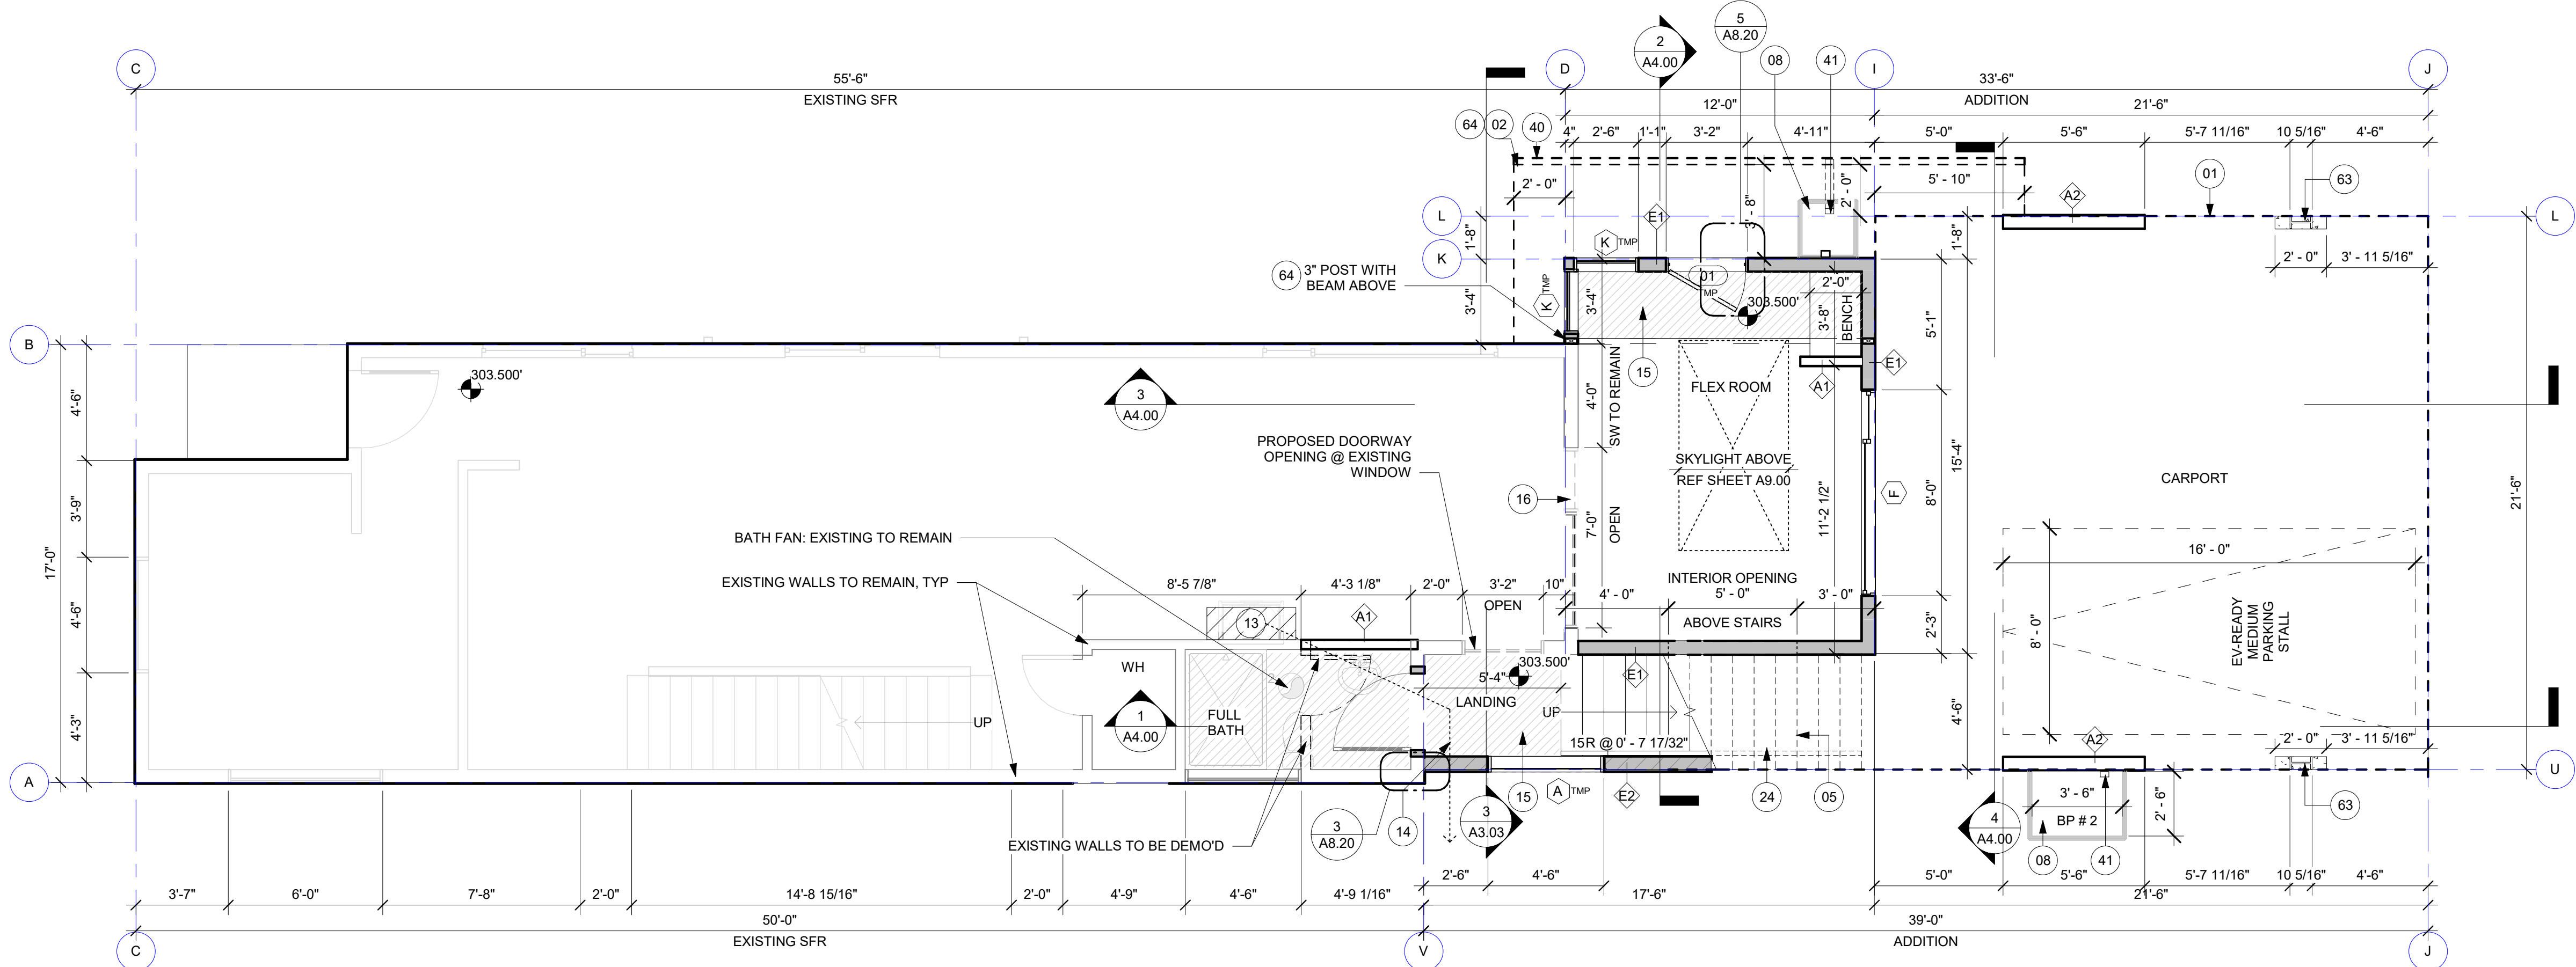 5
A8.20
2
A4.00
C
D
08
41
I
J
55'-6"
EXISTING SFR
33'-6"
ADDITION
12'-0"
21'-6"
64
02
40
4"
2'-6"
1'-1"
3'-2"
4'-11"
5'-0"
5'-6"
5'-7 11/16"
10 5/16"
4'-6"
2' - 0"
3' - 8"
2' - 0"
5' - 10"
A2
01
63
L
E1
L
1'-8"
K
K TMP
1'-8"
2' - 0"
3' - 11 5/16"
64
3" POST WITH
BEAM ABOVE
K
TMP
01
TMP
2'-0"
303.500'
3'-4"
3'-4"
3'-8"
BENCH
5'-1"
B
15
E1
A1
303.500'
3
A4.00
FLEX ROOM
4'-0"
SW TO REMAIN
4'-6"
PROPOSED DOORWAY
OPENING @ EXISTING
WINDOW
SKYLIGHT ABOVE
REF SHEET A9.00
15'-4"
CARPORT
16
F
8'-0"
21'-6"
3'-9"
17'-0"
7'-0"
OPEN
11'-2 1/2"
BATH FAN: EXISTING TO REMAIN
16' - 0"
EXISTING WALLS TO REMAIN, TYP
8'-5 7/8"
4'-3 1/8"
2'-0"
3'-2"
10"
OPEN
INTERIOR OPENING
4' - 0"
5' - 0"
3' - 0"
ABOVE STAIRS
4'-6"
13
A1
2'-3"
8' - 0"
EV-READY
MEDIUM
PARKING
STALL
WH
303.500'
5'-4"
E1
LANDING
1
A4.00
FULL
BATH
UP
UP
4'-3"
4'-6"
15R @ 0' - 7 17/32"
A2
2' - 0"
3' - 11 5/16"
A
A TMP
E2
U
14
15
24
05
3' - 6"
2' - 6"
BP # 2
63
3
A8.20
3
A3.03
4
A4.00
EXISTING WALLS TO BE DEMO'D
08
41
2'-6"
4'-6"
5'-0"
5'-6"
5'-7 11/16"
10 5/16"
4'-6"
3'-7"
6'-0"
7'-8"
2'-0"
14'-8 15/16"
2'-0"
4'-9"
4'-6"
4'-9 1/16"
17'-6"
21'-6"
50'-0"
39'-0"
EXISTING SFR
ADDITION
C
V
J